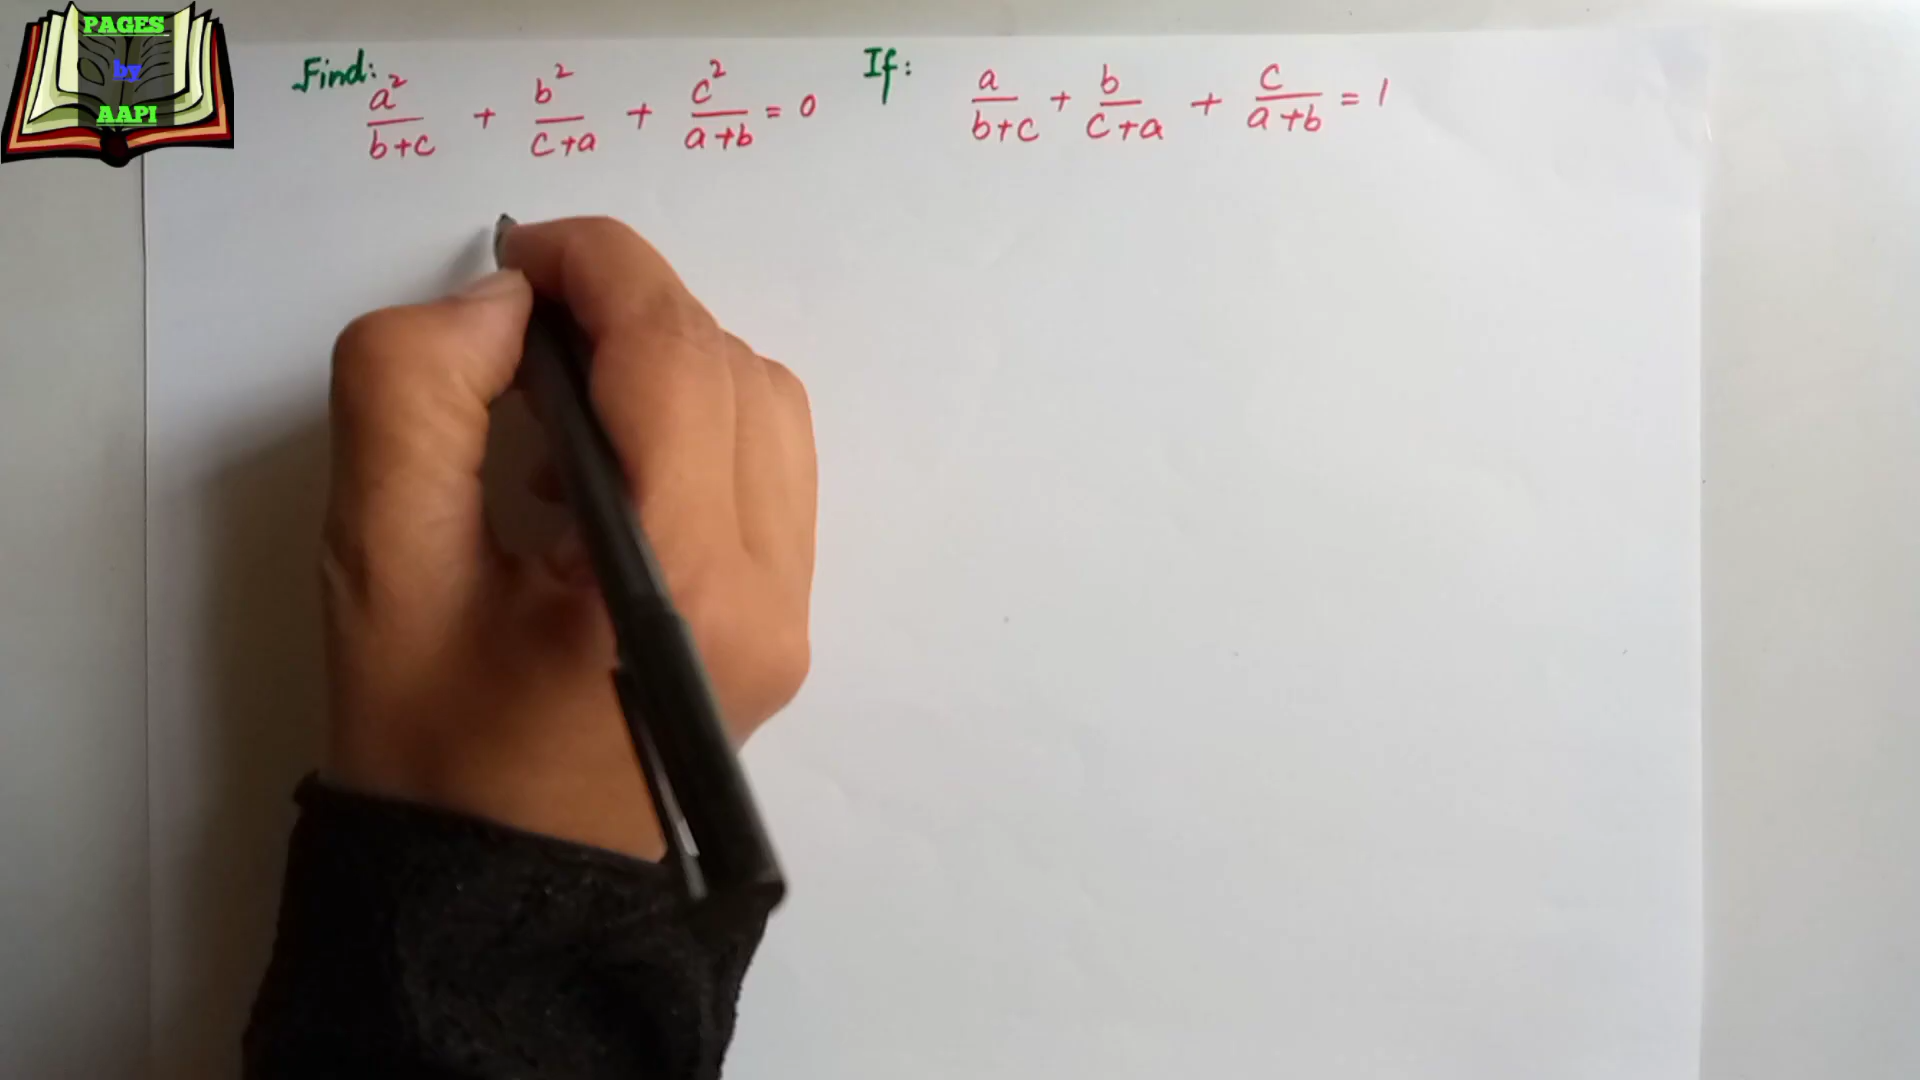 PAGES
by
AAPI
Find: a²/b+c + b²/c+a + c²/a+b = 0 If: a/b+c + b/c+a + c/a+b = 1